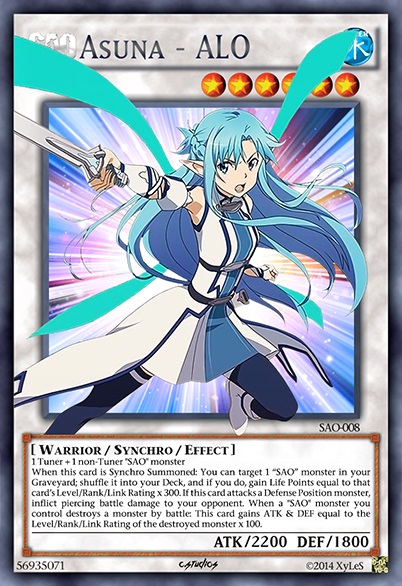 SAO ASUNA - ALO
SAO-008
[ WARRIOR / SYNCHRO / EFFECT ]
1 Tuner + 1 non-Tuner "SAO" monster
When this card is Synchro Summoned: You can target 1 "SAO" monster in
your Graveyard; shuffle it into your Deck, and if you do, gain Life Points equal to that
card's Level/Rank/Link Rating x 300. If this card attacks a Defense Position monster,
inflict piercing battle damage to your opponent. When a "SAO" monster you
control destroys a monster by battle: This card gains ATK & DEF equal to the
Level/Rank/Link Rating of the destroyed monster x 100.
ATK/2200 DEF/1800
56935071
CSTUDIOS
©2014 XYLES